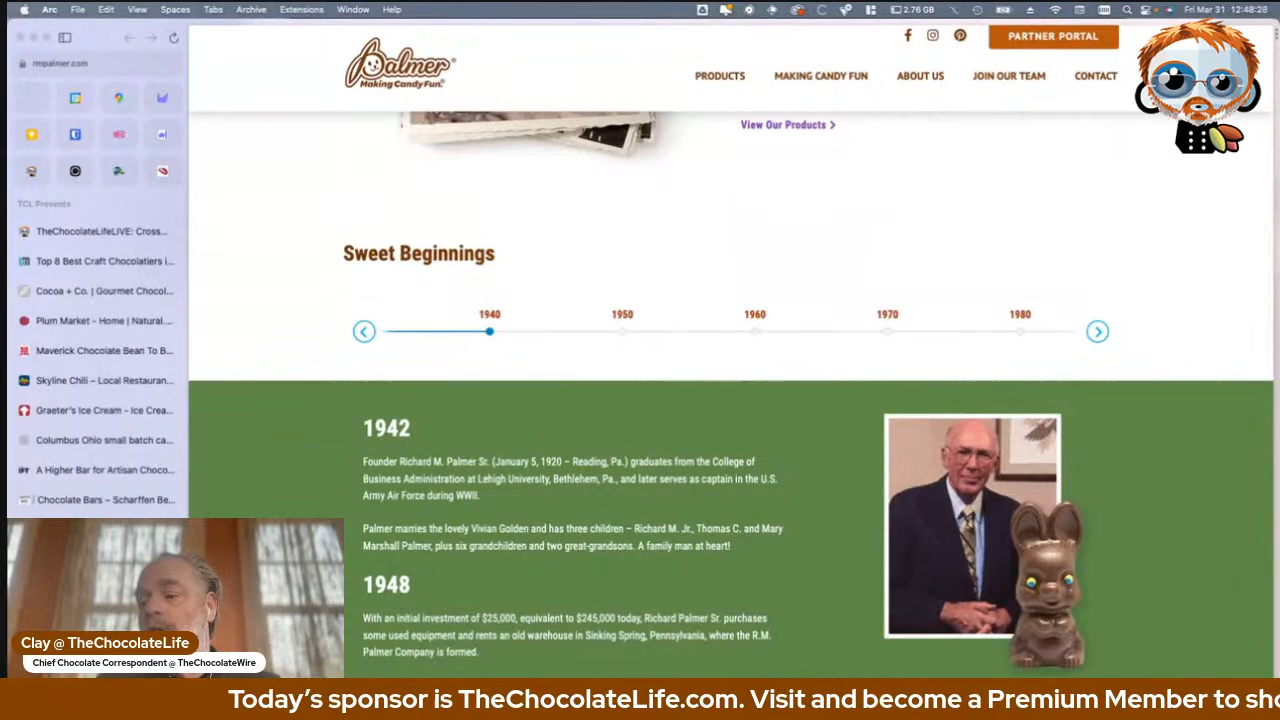 Arc File Edit View Spaces Tabs Archive Extensions Window Help
2.76 GB
Fri Mar 31 12:48:28
rmpalmer.com
TCL Presents
TheChocolateLifeLIVE: Cross...
Top 8 Best Craft Chocolatiers i...
Cocoa + Co. | Gourmet Chocol...
Plum Market – Home | Natural....
Maverick Chocolate Bean To B...
Skyline Chili – Local Restauran...
Graeter's Ice Cream – Ice Crea...
Columbus Ohio small batch ca...
A Higher Bar for Artisan Choco...
Chocolate Bars – Scharffen Be...
Palmer
Making Candy Fun.
PARTNER PORTAL
PRODUCTS MAKING CANDY FUN ABOUT US JOIN OUR TEAM CONTACT
View Our Products
Sweet Beginnings
1940 1950 1960 1970 1980
1942
Founder Richard M. Palmer Sr. (January 5, 1920 – Reading, Pa.) graduates from the College of
Business Administration at Lehigh University, Bethlehem, Pa., and later serves as captain in the U.S.
Army Air Force during WWII.
Palmer marries the lovely Vivian Golden and has three children – Richard M. Jr., Thomas C. and Mary
Marshall Palmer, plus six grandchildren and two great-grandsons. A family man at heart!
1948
With an initial investment of $25,000, equivalent to $245,000 today, Richard Palmer Sr. purchases
some used equipment and rents an old warehouse in Sinking Spring, Pennsylvania, where the R.M.
Palmer Company is formed.
Clay @ TheChocolateLife
Chief Chocolate Correspondent @ TheChocolateWire
Today's sponsor is TheChocolateLife.com. Visit and become a Premium Member to sh